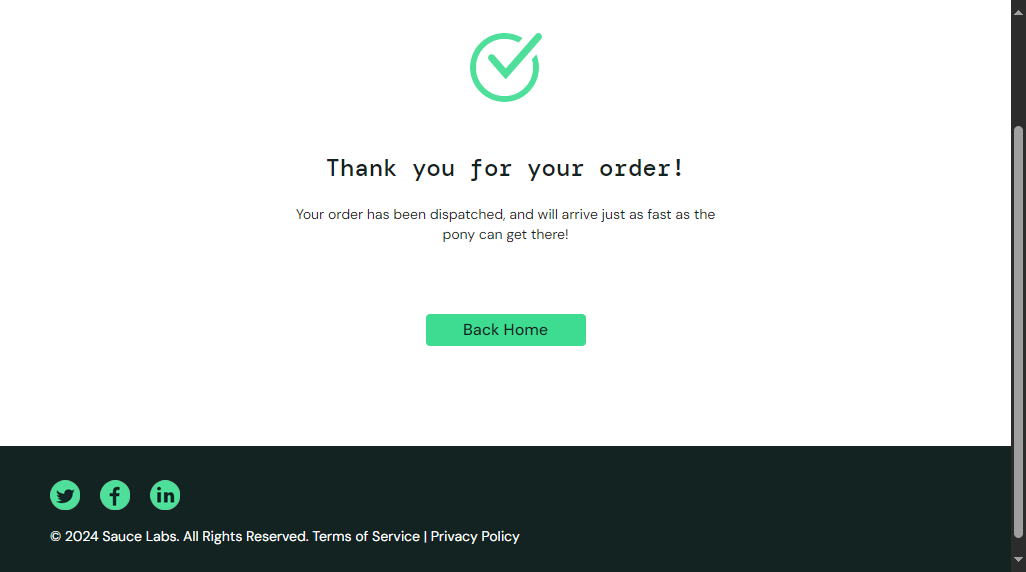 Thank you for your order!
Your order has been dispatched, and will arrive just as fast as the
pony can get there!
Back Home
© 2024 Sauce Labs. All Rights Reserved. Terms of Service | Privacy Policy